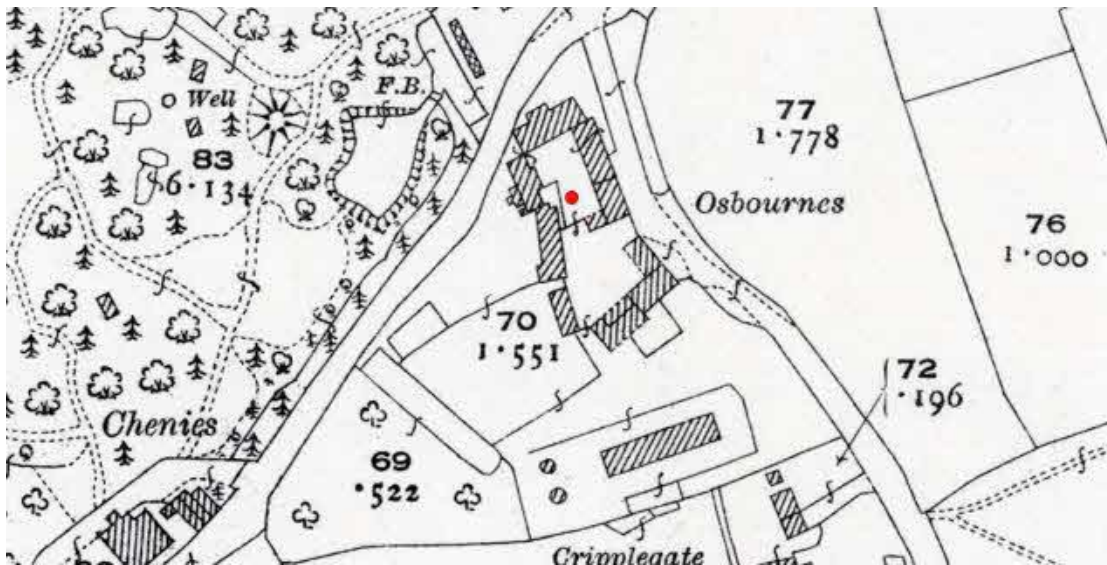 F.B.
Well
83
6·134
77
1·778
Osbournes
76
1·000
70
1·551
72
·196
Chenies
69
·522
Cripplegate